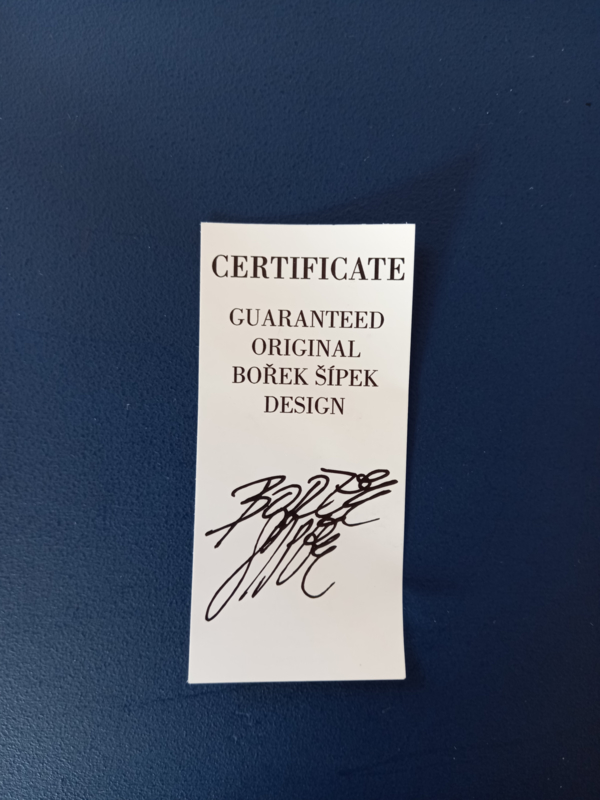 CERTIFICATE
GUARANTEED
ORIGINAL
BOŘEK ŠÍPEK
DESIGN